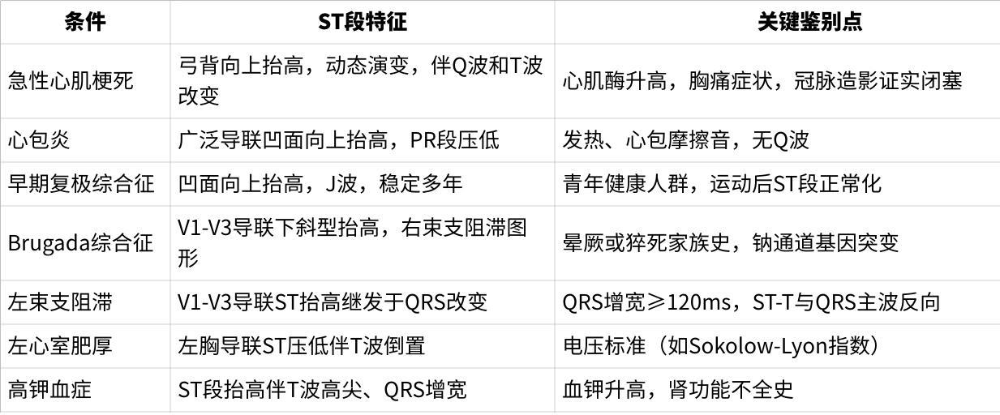 条件 ST段特征 关键鉴别点
急性心肌梗死 弓背向上抬高，动态演变，伴Q波和T波改变 心肌酶升高，胸痛症状，冠脉造影证实闭塞
心包炎 广泛导联凹面向上抬高，PR段压低 发热、心包摩擦音，无Q波
早期复极综合征 凹面向上抬高，J波，稳定多年 青年健康人群，运动后ST段正常化
Brugada综合征 V1-V3导联下斜型抬高，右束支阻滞图形 晕厥或猝死家族史，钠通道基因突变
左束支阻滞 V1-V3导联ST抬高继发于QRS改变 QRS增宽≥120ms，ST-T与QRS主波反向
左心室肥厚 左胸导联ST压低伴T波倒置 电压标准（如Sokolow-Lyon指数）
高钾血症 ST段抬高伴T波高尖、QRS增宽 血钾升高，肾功能不全史